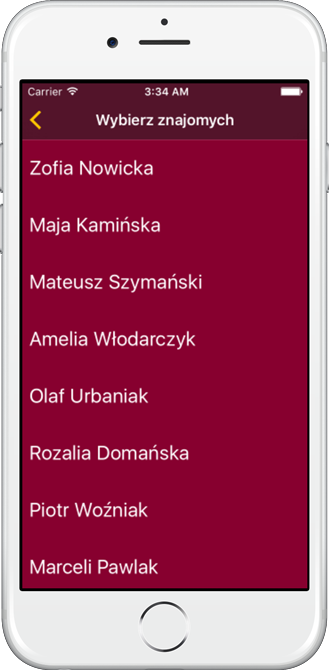 Carrier 3:34 AM
Wybierz znajomych
Zofia Nowicka
Maja Kamińska
Mateusz Szymański
Amelia Włodarczyk
Olaf Urbaniak
Rozalia Domańska
Piotr Woźniak
Marceli Pawlak